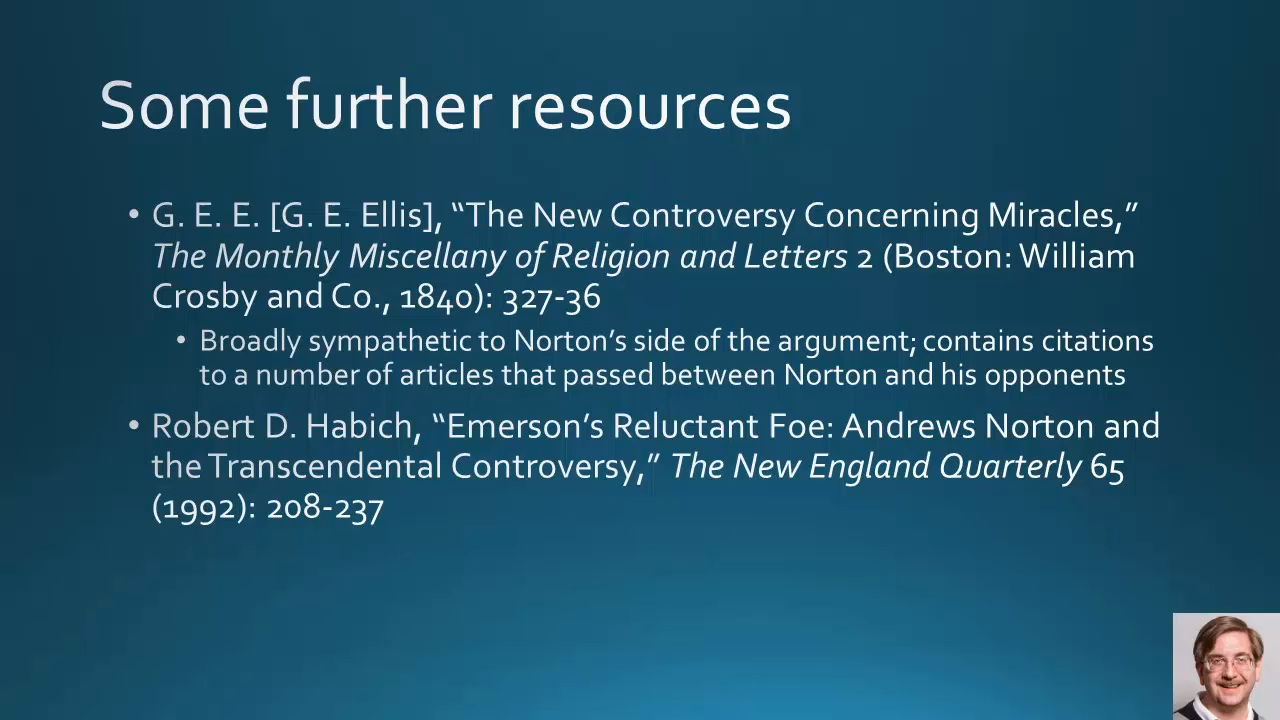 Some further resources
• G. E. E. [G. E. Ellis], “The New Controversy Concerning Miracles,”
The Monthly Miscellany of Religion and Letters 2 (Boston: William
Crosby and Co., 1840): 327-36
• Broadly sympathetic to Norton’s side of the argument; contains citations
to a number of articles that passed between Norton and his opponents
• Robert D. Habich, “Emerson’s Reluctant Foe: Andrews Norton and
the Transcendental Controversy,” The New England Quarterly 65
(1992): 208-237